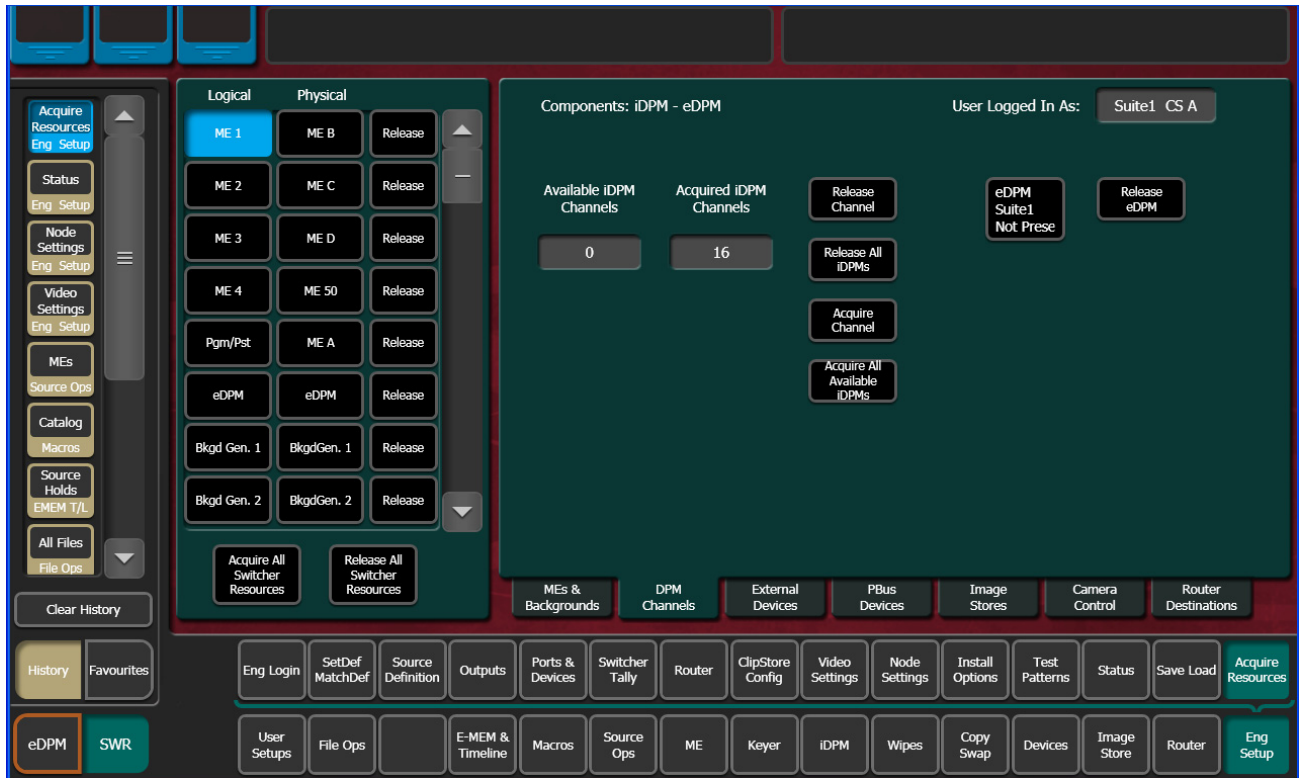 Acquire
Resources
Eng Setup
Status
Eng Setup
Node
Settings
Eng Setup
Video
Settings
Eng Setup
MEs
Source Ops
Catalog
Macros
Source
Holds
EMEM T/L
All Files
File Ops
Clear History
History
Favourites
eDPM
SWR
Logical Physical
ME 1 ME B Release
ME 2 ME C Release
ME 3 ME D Release
ME 4 ME 50 Release
Pgm/Pst ME A Release
eDPM eDPM Release
Bkgd Gen. 1 BkgdGen. 1 Release
Bkgd Gen. 2 BkgdGen. 2 Release
Acquire All
Switcher
Resources
Release All
Switcher
Resources
Components: iDPM - eDPM
User Logged In As: Suite1 CS A
Available iDPM
Channels
0
Acquired iDPM
Channels
16
Release
Channel
Release All
iDPMs
Acquire
Channel
Acquire All
Available
iDPMs
eDPM
Suite1
Not Prese
Release
eDPM
MEs &
Backgrounds
DPM
Channels
External
Devices
PBus
Devices
Image
Stores
Camera
Control
Router
Destinations
Eng Login
SetDef
MatchDef
Source
Definition
Outputs
Ports &
Devices
Switcher
Tally
Router
ClipStore
Config
Video
Settings
Node
Settings
Install
Options
Test
Patterns
Status
Save Load
Acquire
Resources
User
Setups
File Ops
E-MEM &
Timeline
Macros
Source
Ops
ME
Keyer
iDPM
Wipes
Copy
Swap
Devices
Image
Store
Router
Eng
Setup